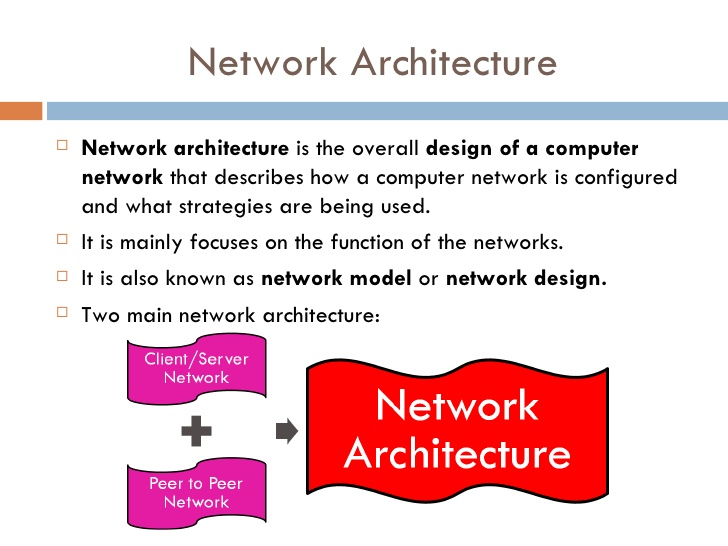 Network Architecture
Network architecture is the overall design of a computer
network that describes how a computer network is configured
and what strategies are being used.
It is mainly focuses on the function of the networks.
It is also known as network model or network design.
Two main network architecture:
Client/Server
Network
Peer to Peer
Network
Network
Architecture